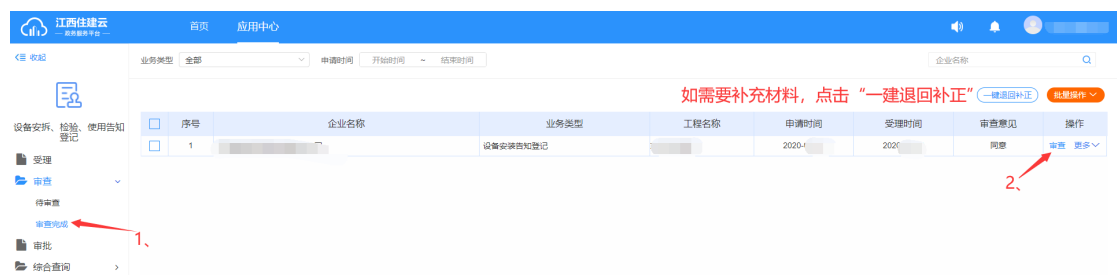 江西住建云
政务服务平台
首页 应用中心
收起
业务类型 全部 申请时间 开始时间 ~ 结束时间 企业名称
如需要补充材料，点击“一建退回补正” 一键退回补正 批量操作
设备安拆、检验、使用告知
登记
序号 企业名称 业务类型 工程名称 申请时间 受理时间 审查意见 操作
1 设备安装告知登记 2020- 2020 同意 审查 更多
受理
审查
2、
待审查
审查完成
1、
审批
综合查询